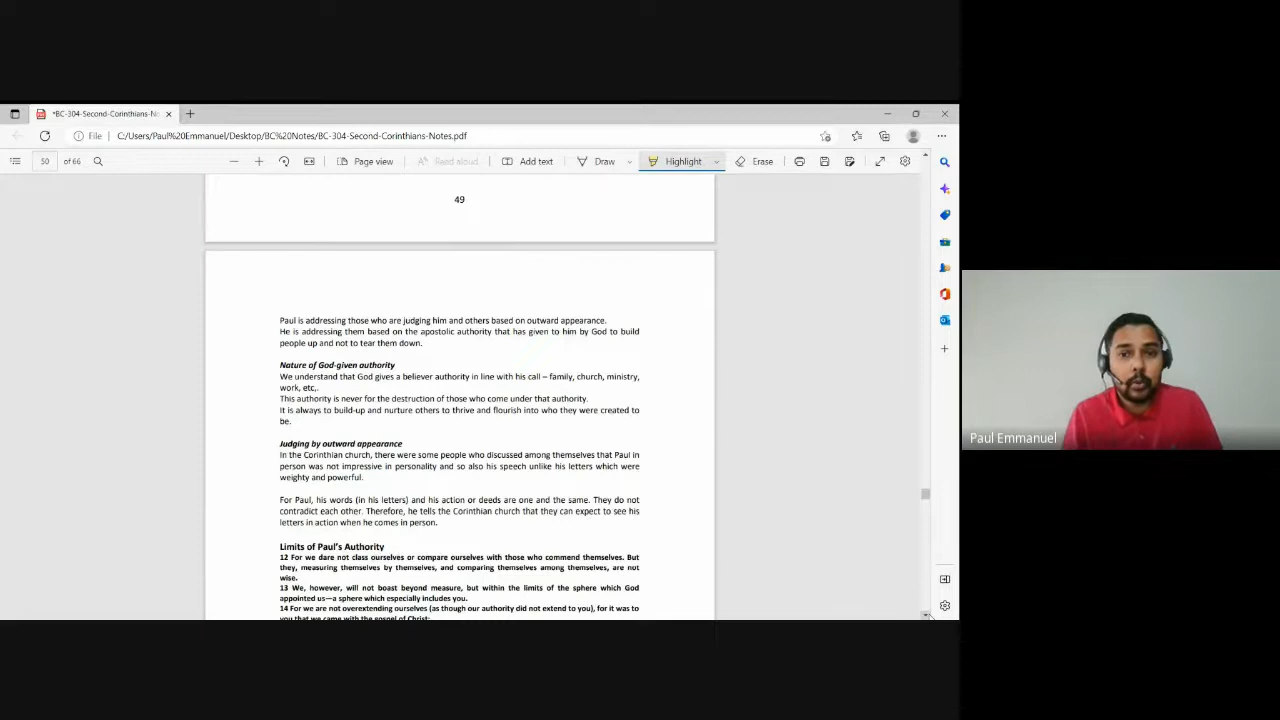 *BC-304-Second-Corinthians-No
File
C:/Users/Paul%20Emmanuel/Desktop/BC%20Notes/BC-304-Second-Corinthians-Notes.pdf
50 of 66
Page view
Read aloud
Add text
Draw
Highlight
Erase
49
Paul is addressing those who are judging him and others based on outward appearance.
He is addressing them based on the apostolic authority that has given to him by God to build
people up and not to tear them down.
Nature of God-given authority
We understand that God gives a believer authority in line with his call – family, church, ministry,
work, etc,.
This authority is never for the destruction of those who come under that authority.
It is always to build-up and nurture others to thrive and flourish into who they were created to
be.
Judging by outward appearance
In the Corinthian church, there were some people who discussed among themselves that Paul in
person was not impressive in personality and so also his speech unlike his letters which were
weighty and powerful.
For Paul, his words (in his letters) and his action or deeds are one and the same. They do not
contradict each other. Therefore, he tells the Corinthian church that they can expect to see his
letters in action when he comes in person.
Limits of Paul's Authority
12 For we dare not class ourselves or compare ourselves with those who commend themselves. But
they, measuring themselves by themselves, and comparing themselves among themselves, are not
wise.
13 We, however, will not boast beyond measure, but within the limits of the sphere which God
appointed us—a sphere which especially includes you.
14 For we are not overextending ourselves (as though our authority did not extend to you), for it was to
you that we came with the gospel of Christ;
Paul Emmanuel